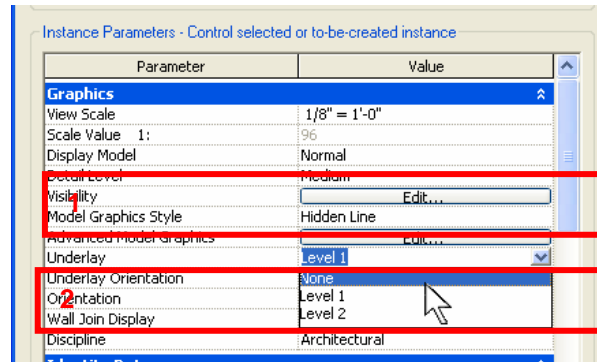 Instance Parameters - Control selected or to-be-created instance
Parameter Value
Graphics
View Scale 1/8" = 1'-0"
Scale Value 1: 96
Display Model Normal
Detail Level Medium
Visibility Edit...
1
Model Graphics Style Hidden Line
Advanced Model Graphics Edit...
Underlay Level 1
Underlay Orientation None
Orientation Level 1
2
Wall Join Display Level 2
Discipline Architectural
Identity Data